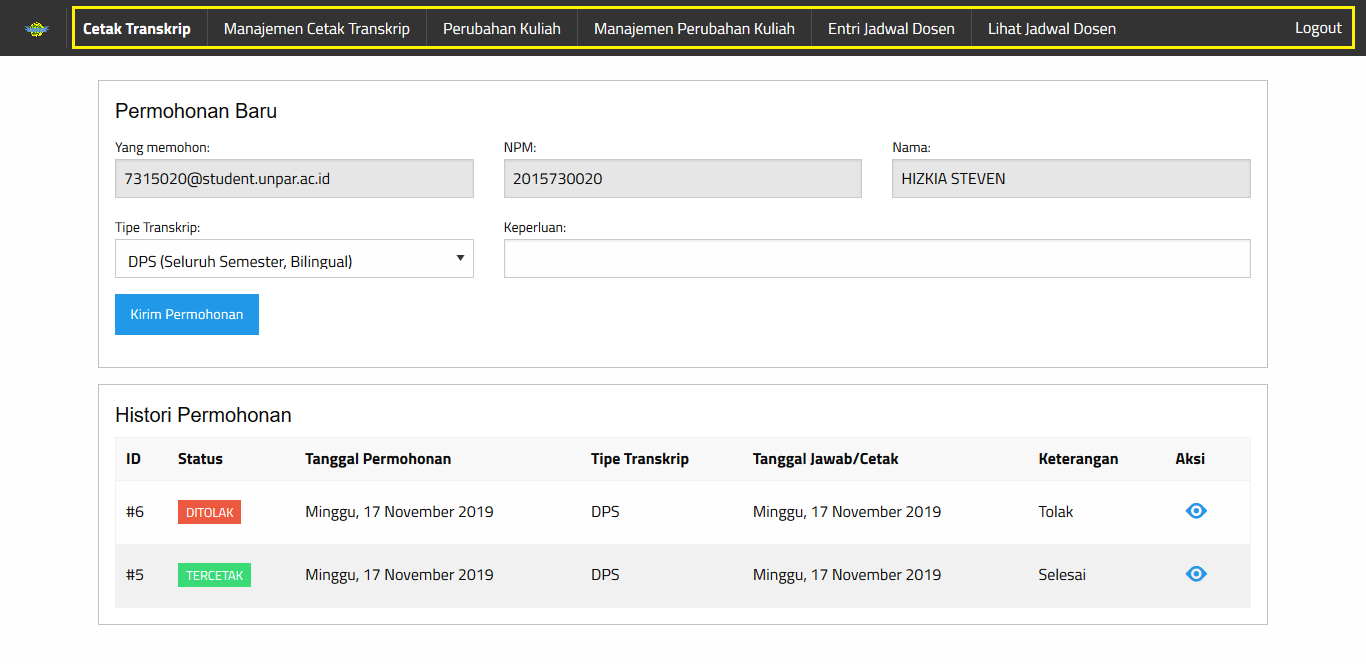 Cetak Transkrip Manajemen Cetak Transkrip Perubahan Kuliah Manajemen Perubahan Kuliah Entri Jadwal Dosen Lihat Jadwal Dosen Logout
Permohonan Baru
Yang memohon: NPM: Nama:
7315020@student.unpar.ac.id 2015730020 HIZKIA STEVEN
Tipe Transkrip: Keperluan:
DPS (Seluruh Semester, Bilingual)
Kirim Permohonan
Histori Permohonan
ID Status Tanggal Permohonan Tipe Transkrip Tanggal Jawab/Cetak Keterangan Aksi
#6 DITOLAK Minggu, 17 November 2019 DPS Minggu, 17 November 2019 Tolak
#5 TERCETAK Minggu, 17 November 2019 DPS Minggu, 17 November 2019 Selesai